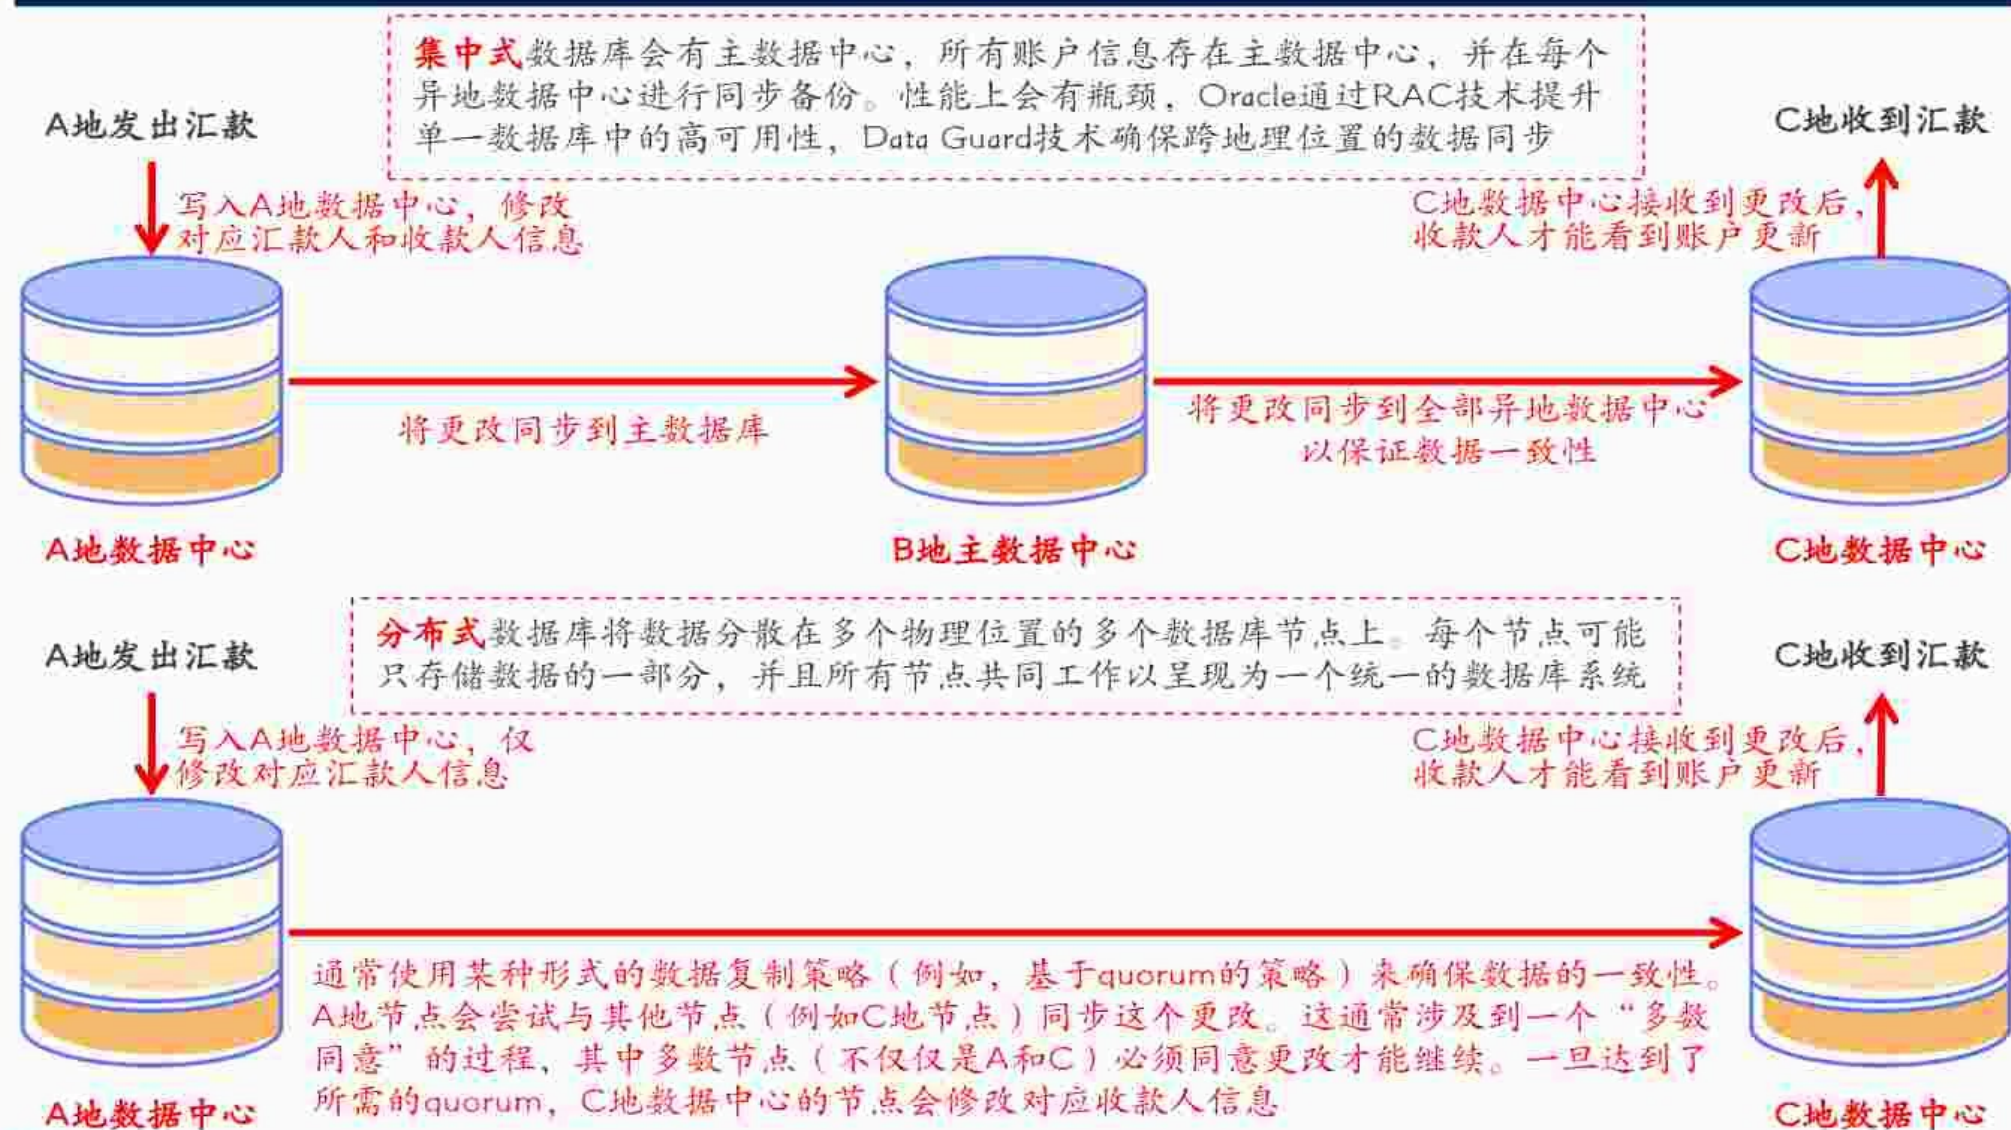 集中式数据库会有主数据中心，所有账户信息存在主数据中心，并在每个
异地数据中心进行同步备份。性能上会有瓶颈，Oracle通过RAC技术提升
单一数据库中的高可用性，Data Guard技术确保跨地理位置的数据同步
A地发出汇款
C地收到汇款
写入A地数据中心，修改
对应汇款人和收款人信息
C地数据中心接收到更改后，
收款人才能看到账户更新
将更改同步到主数据库
将更改同步到全部异地数据中心
以保证数据一致性
A地数据中心
B地主数据中心
C地数据中心
分布式数据库将数据分散在多个物理位置的多个数据库节点上。每个节点可能
只存储数据的一部分，并且所有节点共同工作以呈现为一个统一的数据库系统
A地发出汇款
C地收到汇款
写入A地数据中心，仅
修改对应汇款人信息
C地数据中心接收到更改后，
收款人才能看到账户更新
通常使用某种形式的数据复制策略（例如，基于quorum的策略）来确保数据的一致性。
A地节点会尝试与其他节点（例如C地节点）同步这个更改。这通常涉及到一个“多数
同意”的过程，其中多数节点（不仅仅是A和C）必须同意更改才能继续。一旦达到了
所需的quorum，C地数据中心的节点会修改对应收款人信息
A地数据中心
C地数据中心